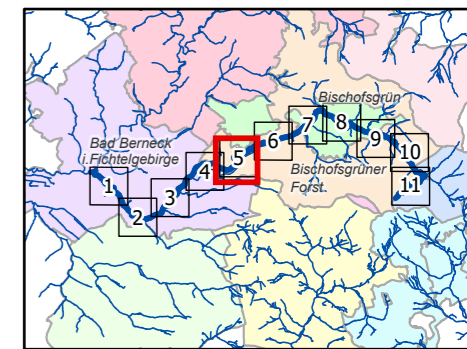 Bischofsgrün
Bad Berneck
i.Fichtelgebirge
Bischofsgrüner
Forst
1
2
3
4
5
6
7
8
9
10
11